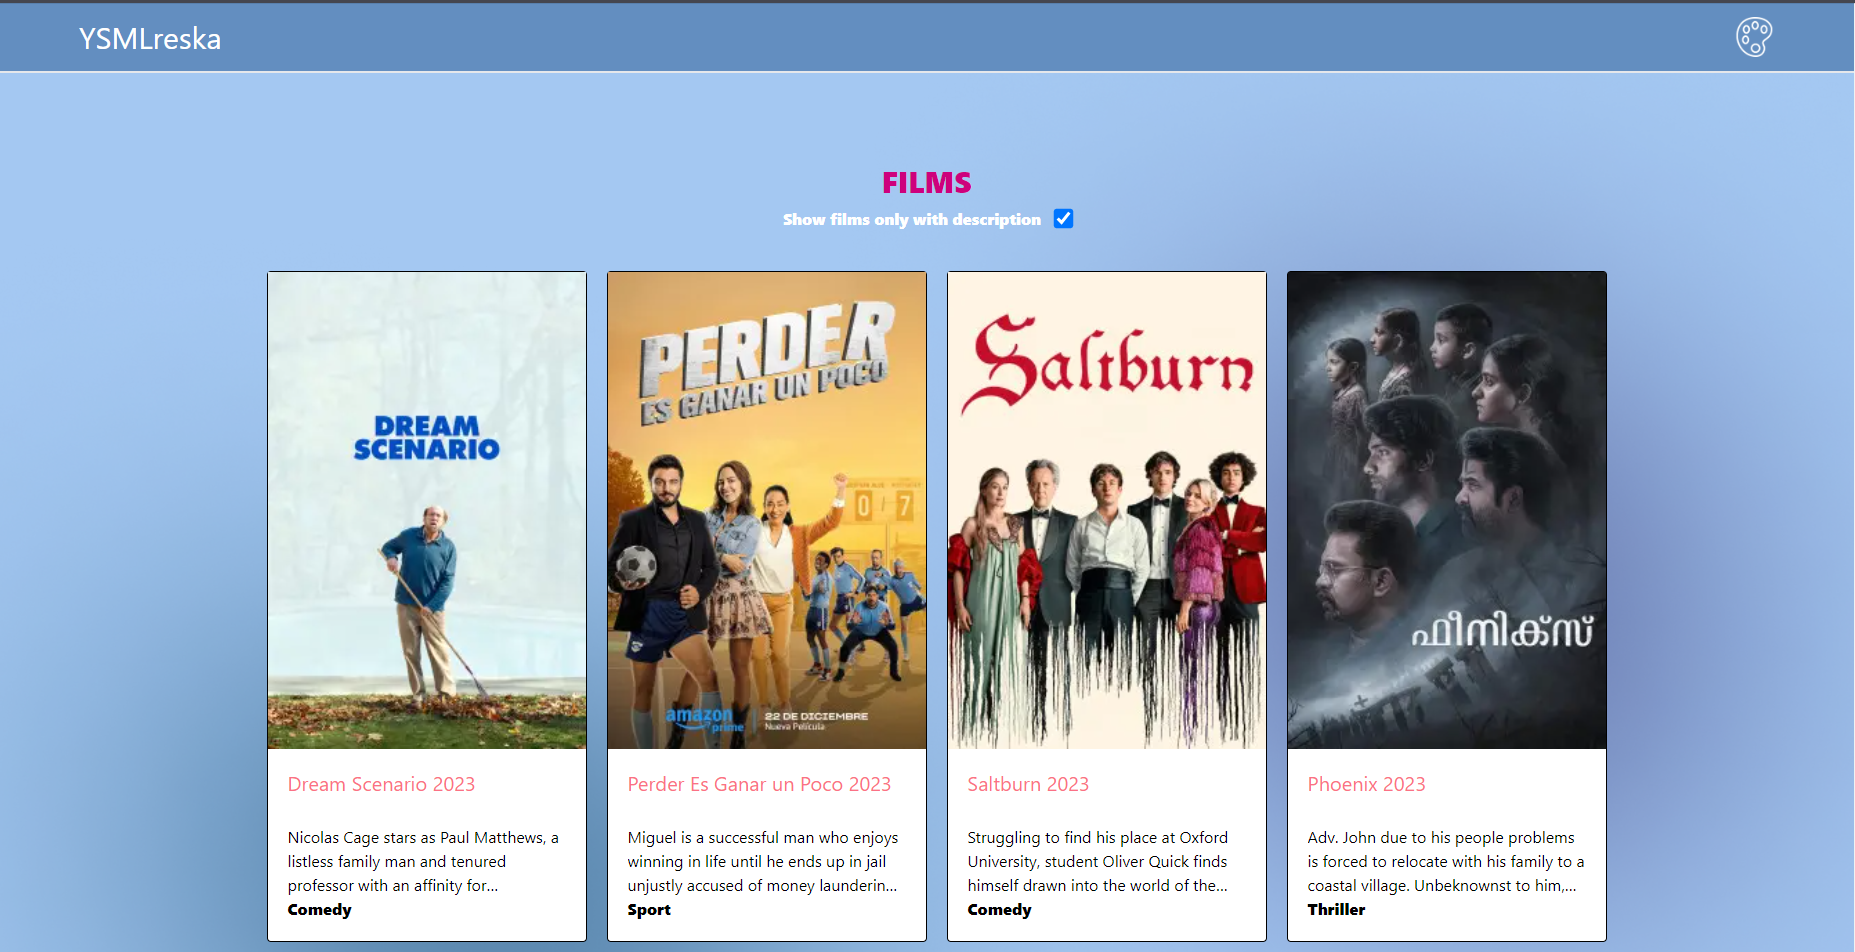 YSMLreska
FILMS
Show films only with description
DREAM
SCENARIO
PERDER
ES GANAR UN POCO
0 7
amazon
prime
22 DE DICIEMBRE
Nueva Película
Saltburn
ഫീനിക്സ്
Dream Scenario 2023
Nicolas Cage stars as Paul Matthews, a
listless family man and tenured
professor with an affinity for...
Comedy
Perder Es Ganar un Poco 2023
Miguel is a successful man who enjoys
winning in life until he ends up in jail
unjustly accused of money launderin...
Sport
Saltburn 2023
Struggling to find his place at Oxford
University, student Oliver Quick finds
himself drawn into the world of the...
Comedy
Phoenix 2023
Adv. John due to his people problems
is forced to relocate with his family to a
coastal village. Unbeknownst to him,...
Thriller